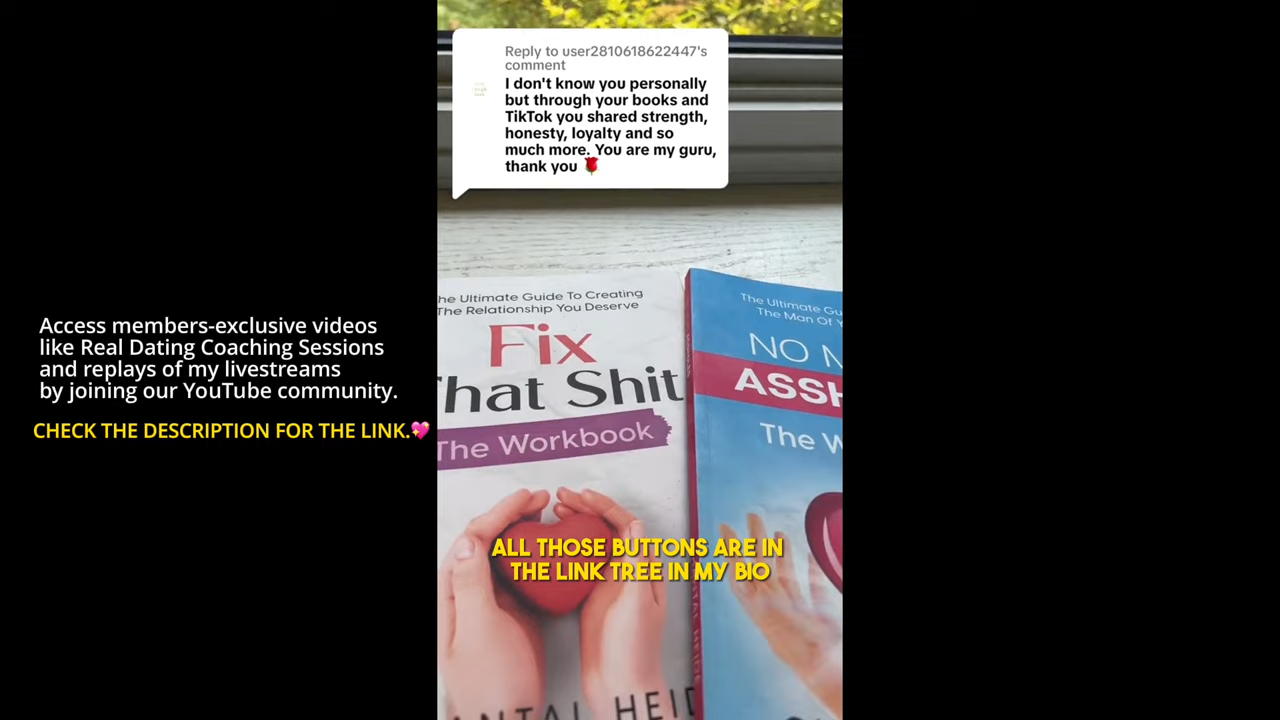 Reply to user2810618622447's
comment
I don't know you personally
but through your books and
TikTok you shared strength,
honesty, loyalty and so
much more. You are my guru,
thank you 🌹
he Ultimate Guide To Creating
The Relationship You Deserve
Fix
That Shit
The Workbook
ANTAL HEID
The Ultimate Gu
The Man Of Y
NO M
ASSH
The W
Access members-exclusive videos
like Real Dating Coaching Sessions
and replays of my livestreams
by joining our YouTube community.
CHECK THE DESCRIPTION FOR THE LINK.💖
ALL THOSE BUTTONS ARE IN
THE LINK TREE IN MY BIO